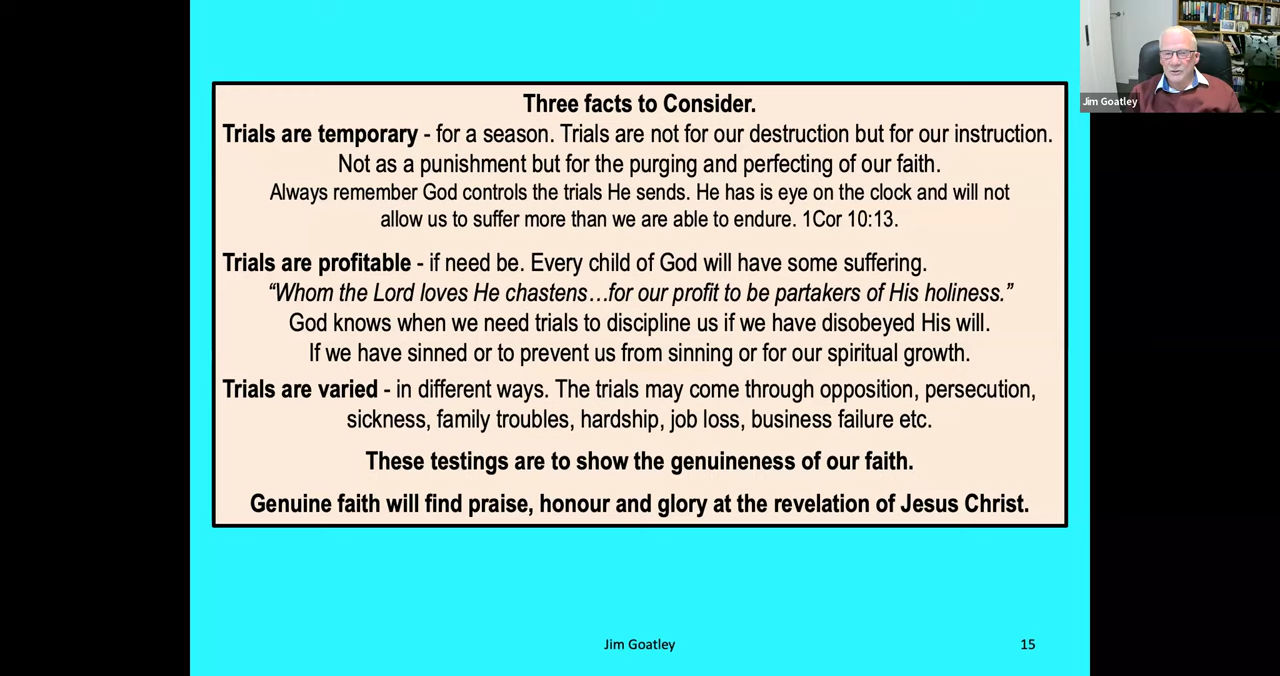 Three facts to Consider.
Trials are temporary - for a season. Trials are not for our destruction but for our instruction.
Not as a punishment but for the purging and perfecting of our faith.
Always remember God controls the trials He sends. He has is eye on the clock and will not
allow us to suffer more than we are able to endure. 1Cor 10:13.
Trials are profitable - if need be. Every child of God will have some suffering.
“Whom the Lord loves He chastens…for our profit to be partakers of His holiness.”
God knows when we need trials to discipline us if we have disobeyed His will.
If we have sinned or to prevent us from sinning or for our spiritual growth.
Trials are varied - in different ways. The trials may come through opposition, persecution,
sickness, family troubles, hardship, job loss, business failure etc.
These testings are to show the genuineness of our faith.
Genuine faith will find praise, honour and glory at the revelation of Jesus Christ.
Jim Goatley
15
Jim Goatley